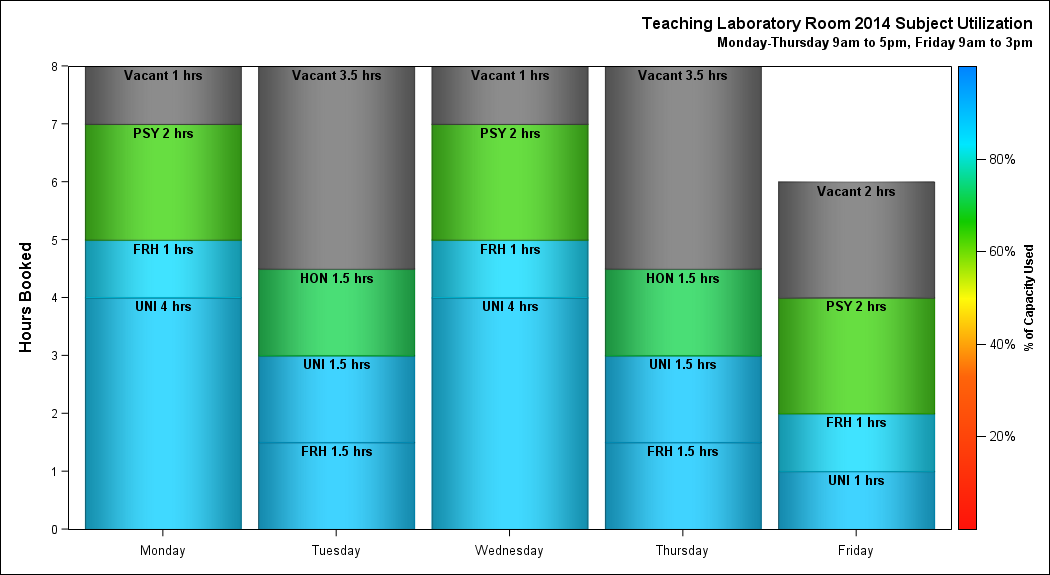 Teaching Laboratory Room 2014 Subject Utilization
Monday-Thursday 9am to 5pm, Friday 9am to 3pm
Hours Booked
8
7
6
5
4
3
2
1
0
Vacant 1 hrs
PSY 2 hrs
FRH 1 hrs
UNI 4 hrs
Monday
Vacant 3.5 hrs
HON 1.5 hrs
UNI 1.5 hrs
FRH 1.5 hrs
Tuesday
Vacant 1 hrs
PSY 2 hrs
FRH 1 hrs
UNI 4 hrs
Wednesday
Vacant 3.5 hrs
HON 1.5 hrs
UNI 1.5 hrs
FRH 1.5 hrs
Thursday
Vacant 2 hrs
PSY 2 hrs
FRH 1 hrs
UNI 1 hrs
Friday
80%
60%
40%
20%
% of Capacity Used